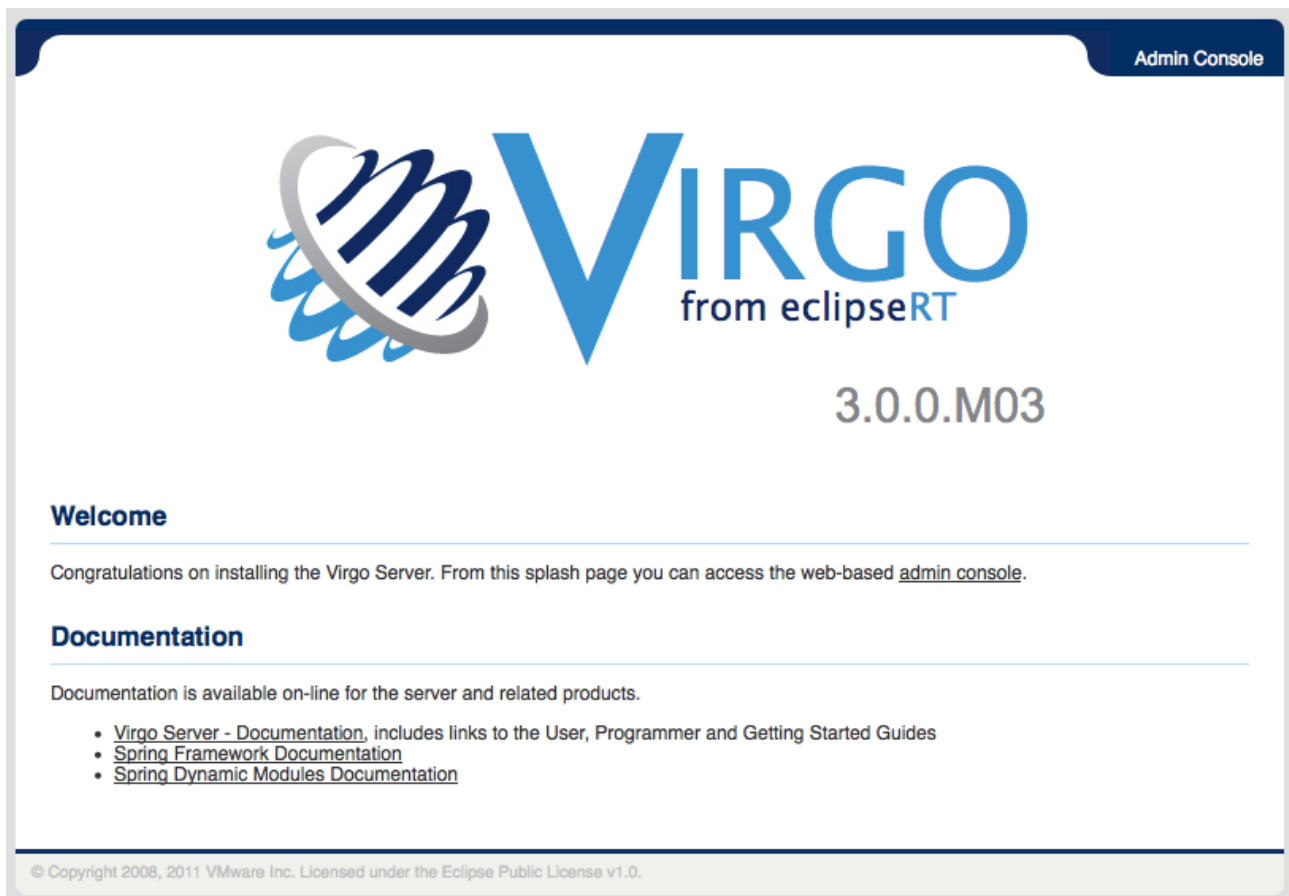 Admin Console
VIRGO
from eclipseRT
3.0.0.M03
Welcome
Congratulations on installing the Virgo Server. From this splash page you can access the web-based admin console.
Documentation
Documentation is available on-line for the server and related products.
• Virgo Server - Documentation, includes links to the User, Programmer and Getting Started Guides
• Spring Framework Documentation
• Spring Dynamic Modules Documentation
© Copyright 2008, 2011 VMware Inc. Licensed under the Eclipse Public License v1.0.